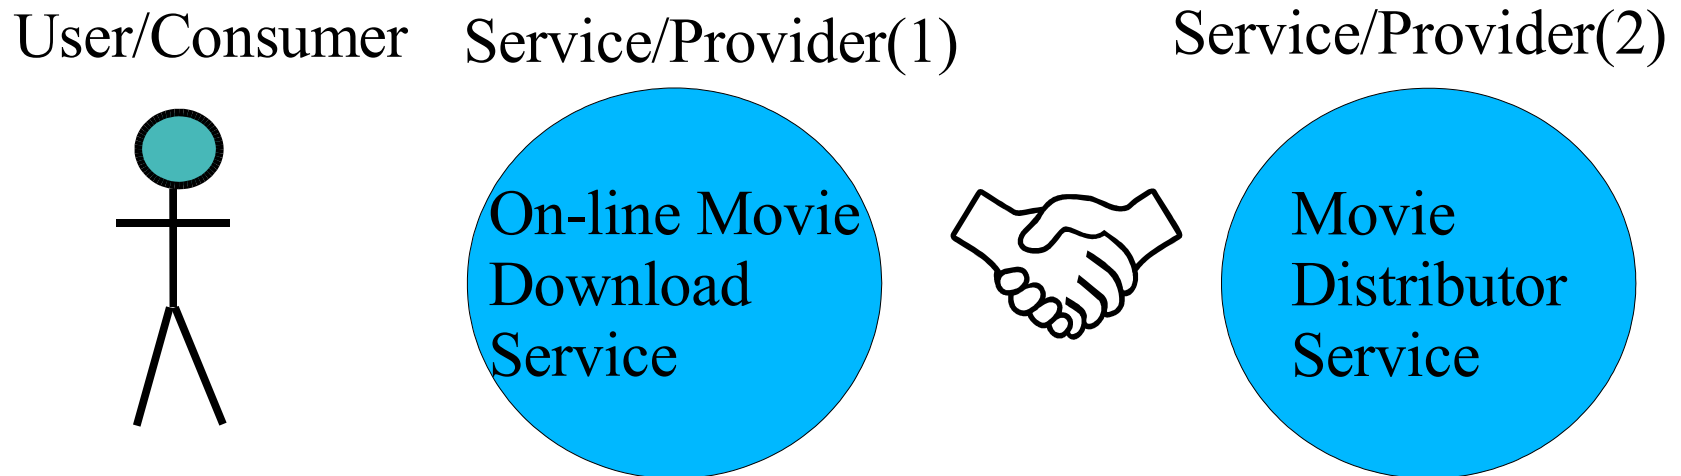 User/Consumer
Service/Provider(1)
Service/Provider(2)
On-line Movie
Download
Service
Movie
Distributor
Service